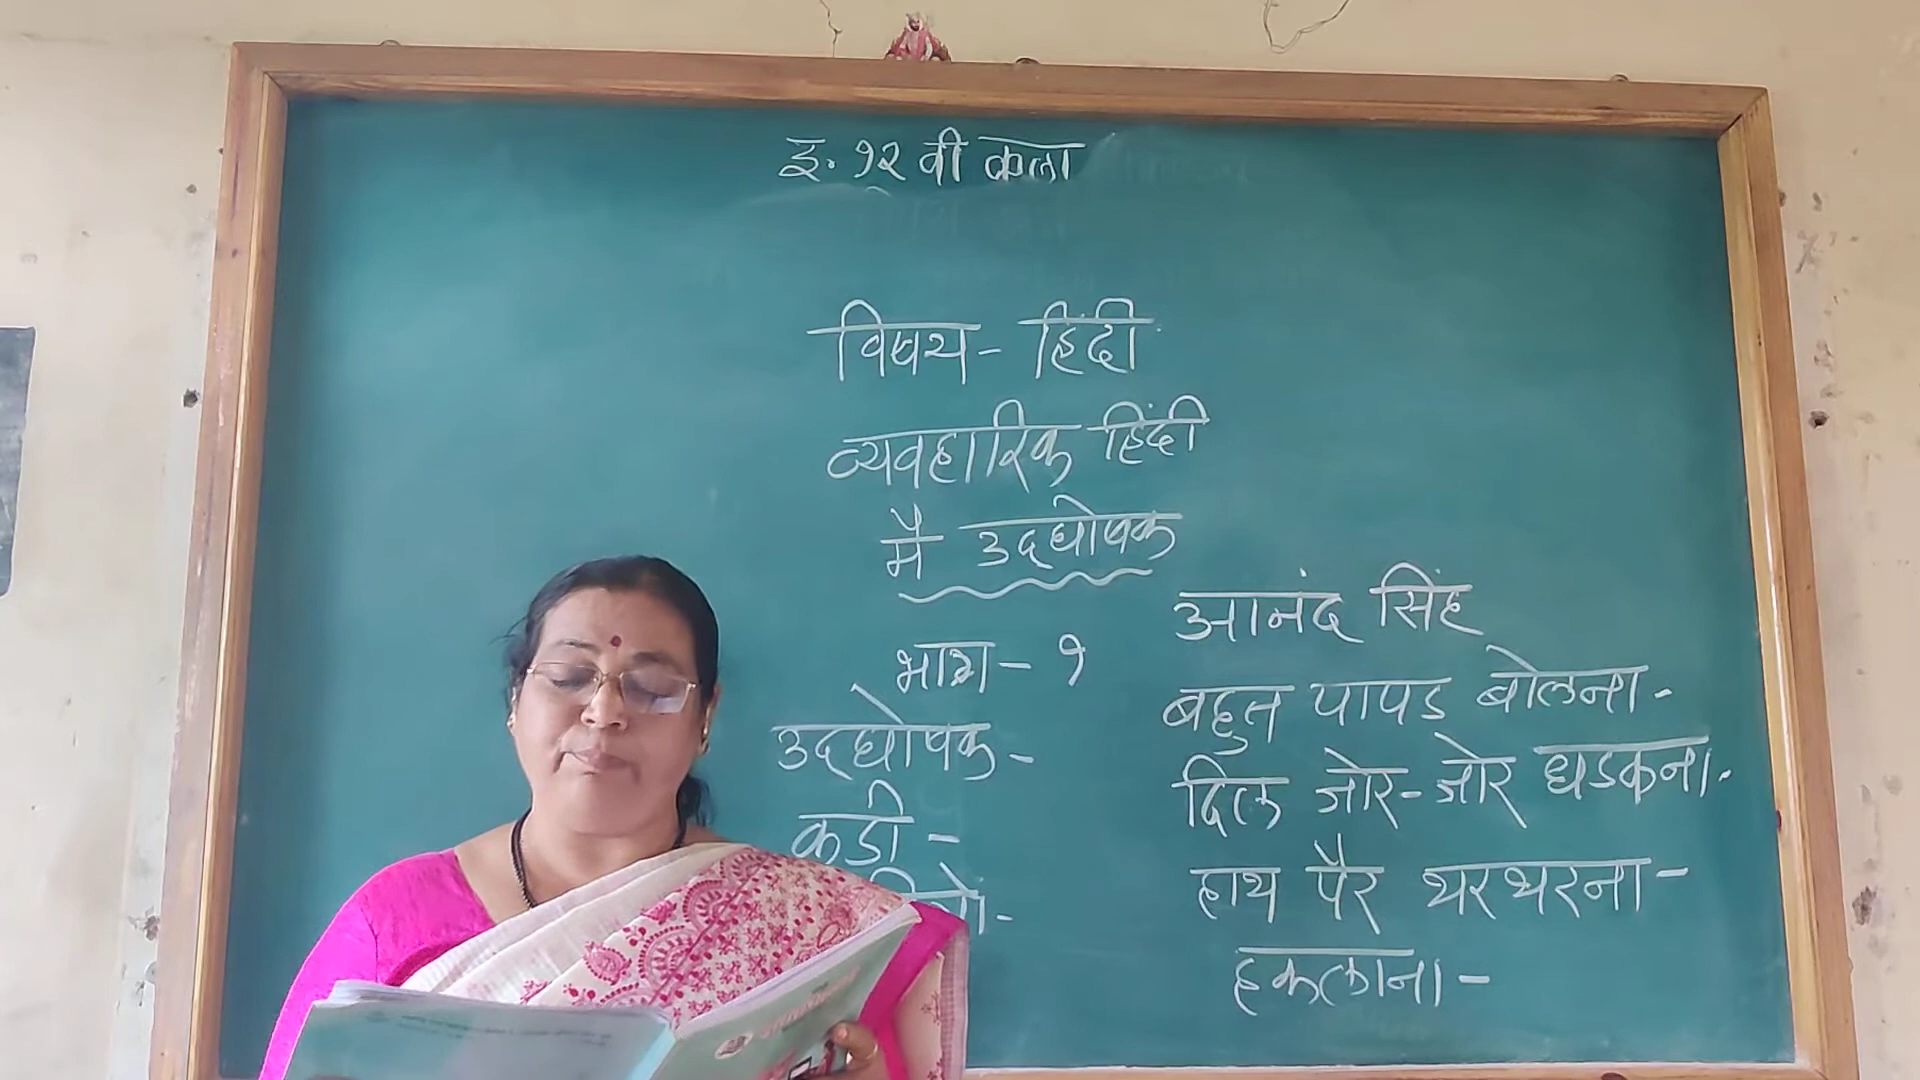 इ. १२ वी कला
विषय - हिंदी
व्यवहारिक हिंदी
मै उद्घोषक
भाग - १
उद्घोषक -
कडी -
आनंद सिंह
बहुत पापड बोलना -
दिल जोर-जोर धडकना -
हाथ पैर थरथरना -
हकलाना -